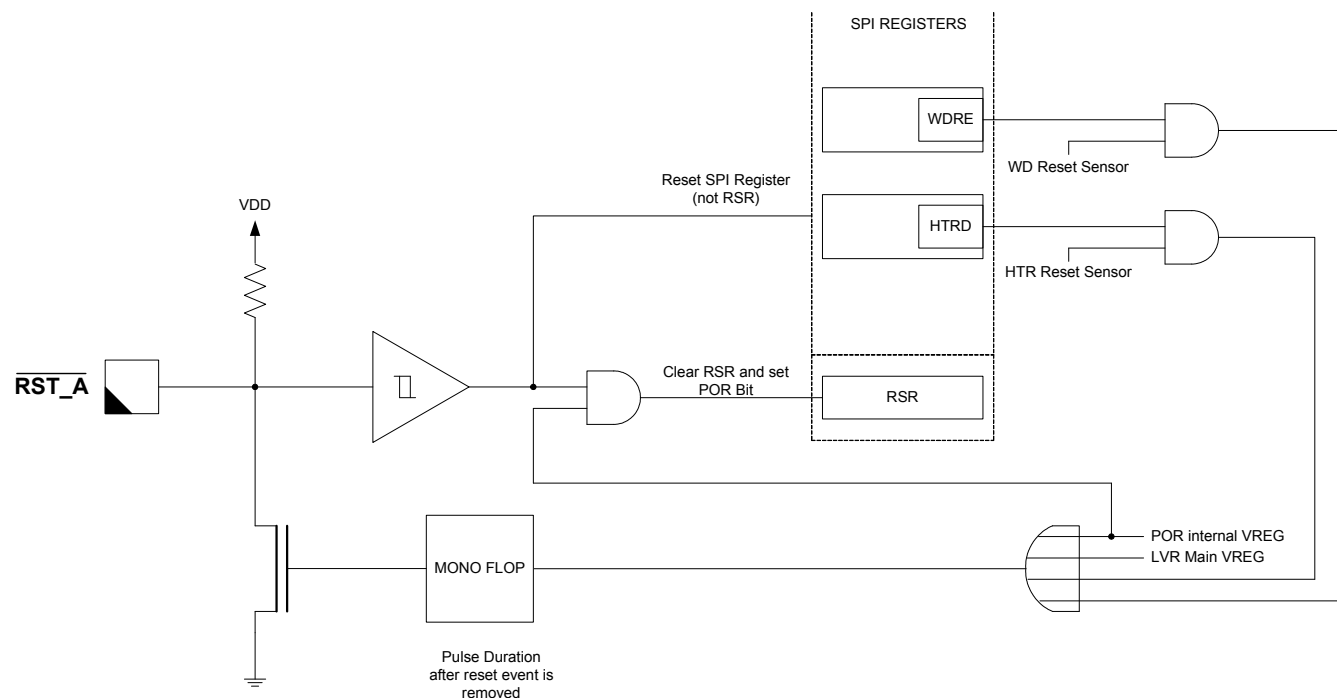 SPI REGISTERS
WDRE
WD Reset Sensor
Reset SPI Register
(not RSR)
VDD
HTRD
HTR Reset Sensor
RST_A
Clear RSR and set
POR Bit
RSR
POR internal VREG
LVR Main VREG
MONO FLOP
Pulse Duration
after reset event is
removed